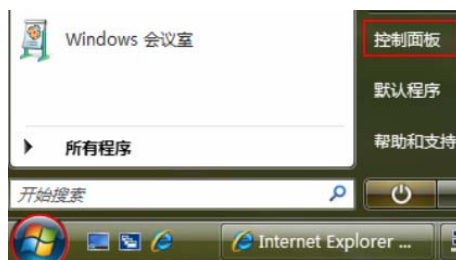 Windows 会议室
控制面板
默认程序
所有程序
帮助和支持
开始搜索
Internet Explorer ...